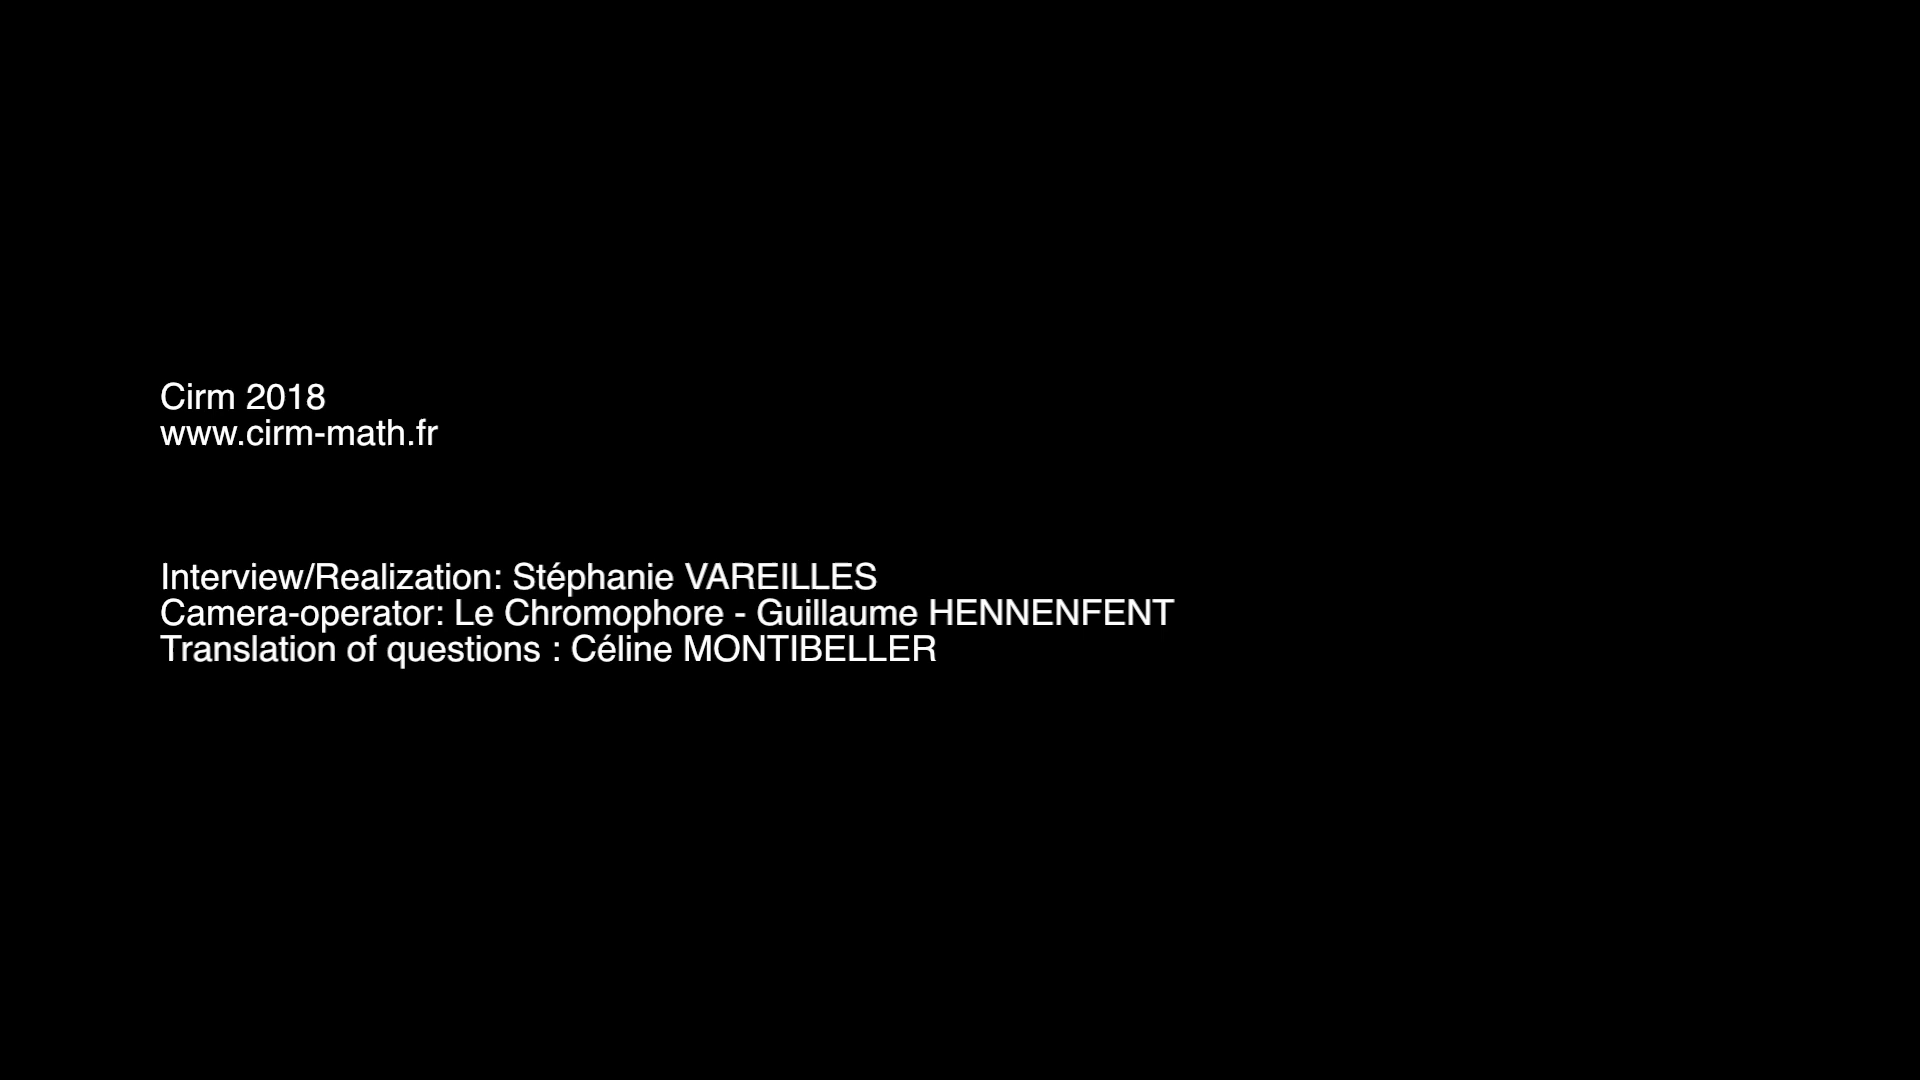 Cirm 2018
www.cirm-math.fr
Interview/Realization: Stéphanie VAREILLES
Camera-operator: Le Chromophore - Guillaume HENNENFENT
Translation of questions : Céline MONTIBELLER